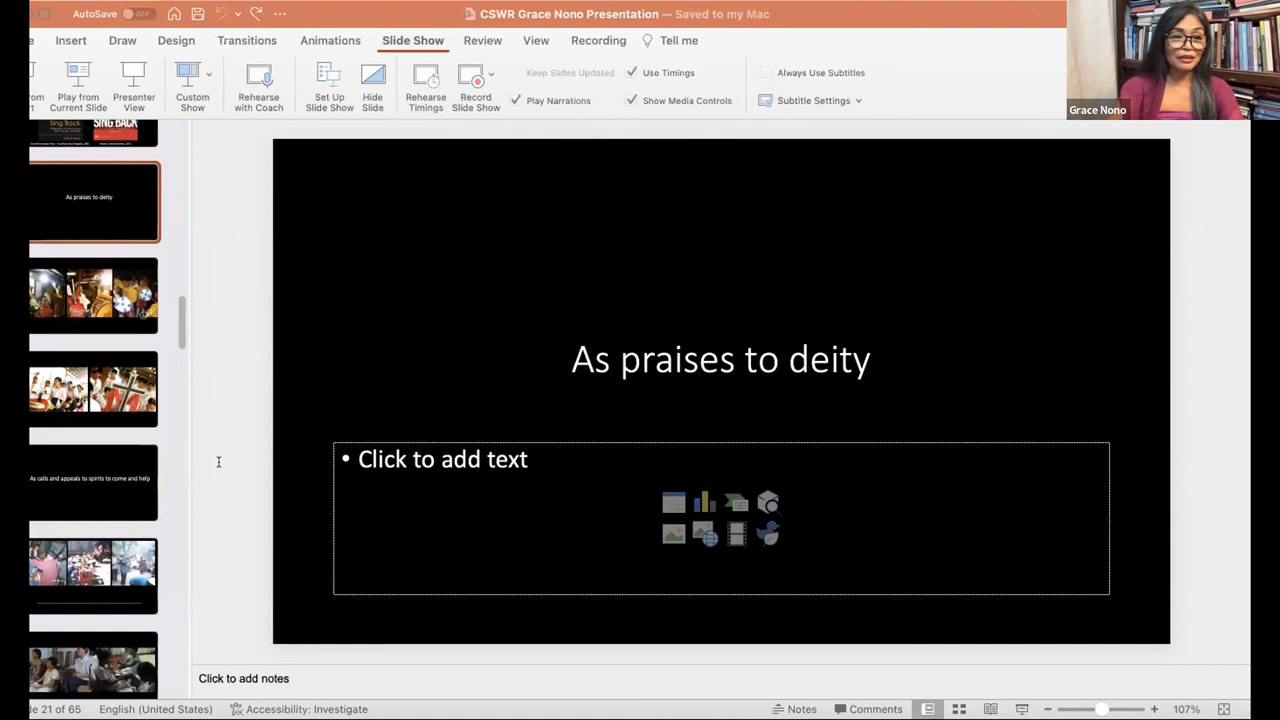 AutoSave OFF
CSWR Grace Nono Presentation — Saved to my Mac
Insert Draw Design Transitions Animations Slide Show Review View Recording Tell me
Play from Current Slide
Presenter View
Custom Show
Rehearse with Coach
Set Up Slide Show
Hide Slide
Rehearse Timings
Record Slide Show
Keep Slides Updated
Use Timings
Always Use Subtitles
Play Narrations
Show Media Controls
Subtitle Settings
Grace Nono
Sing Back
SING BACK
As praises to deity
As calls and appeals to spirits to come and help
As praises to deity
• Click to add text
Click to add notes
de 21 of 65 English (United States) Accessibility: Investigate Notes Comments 107%